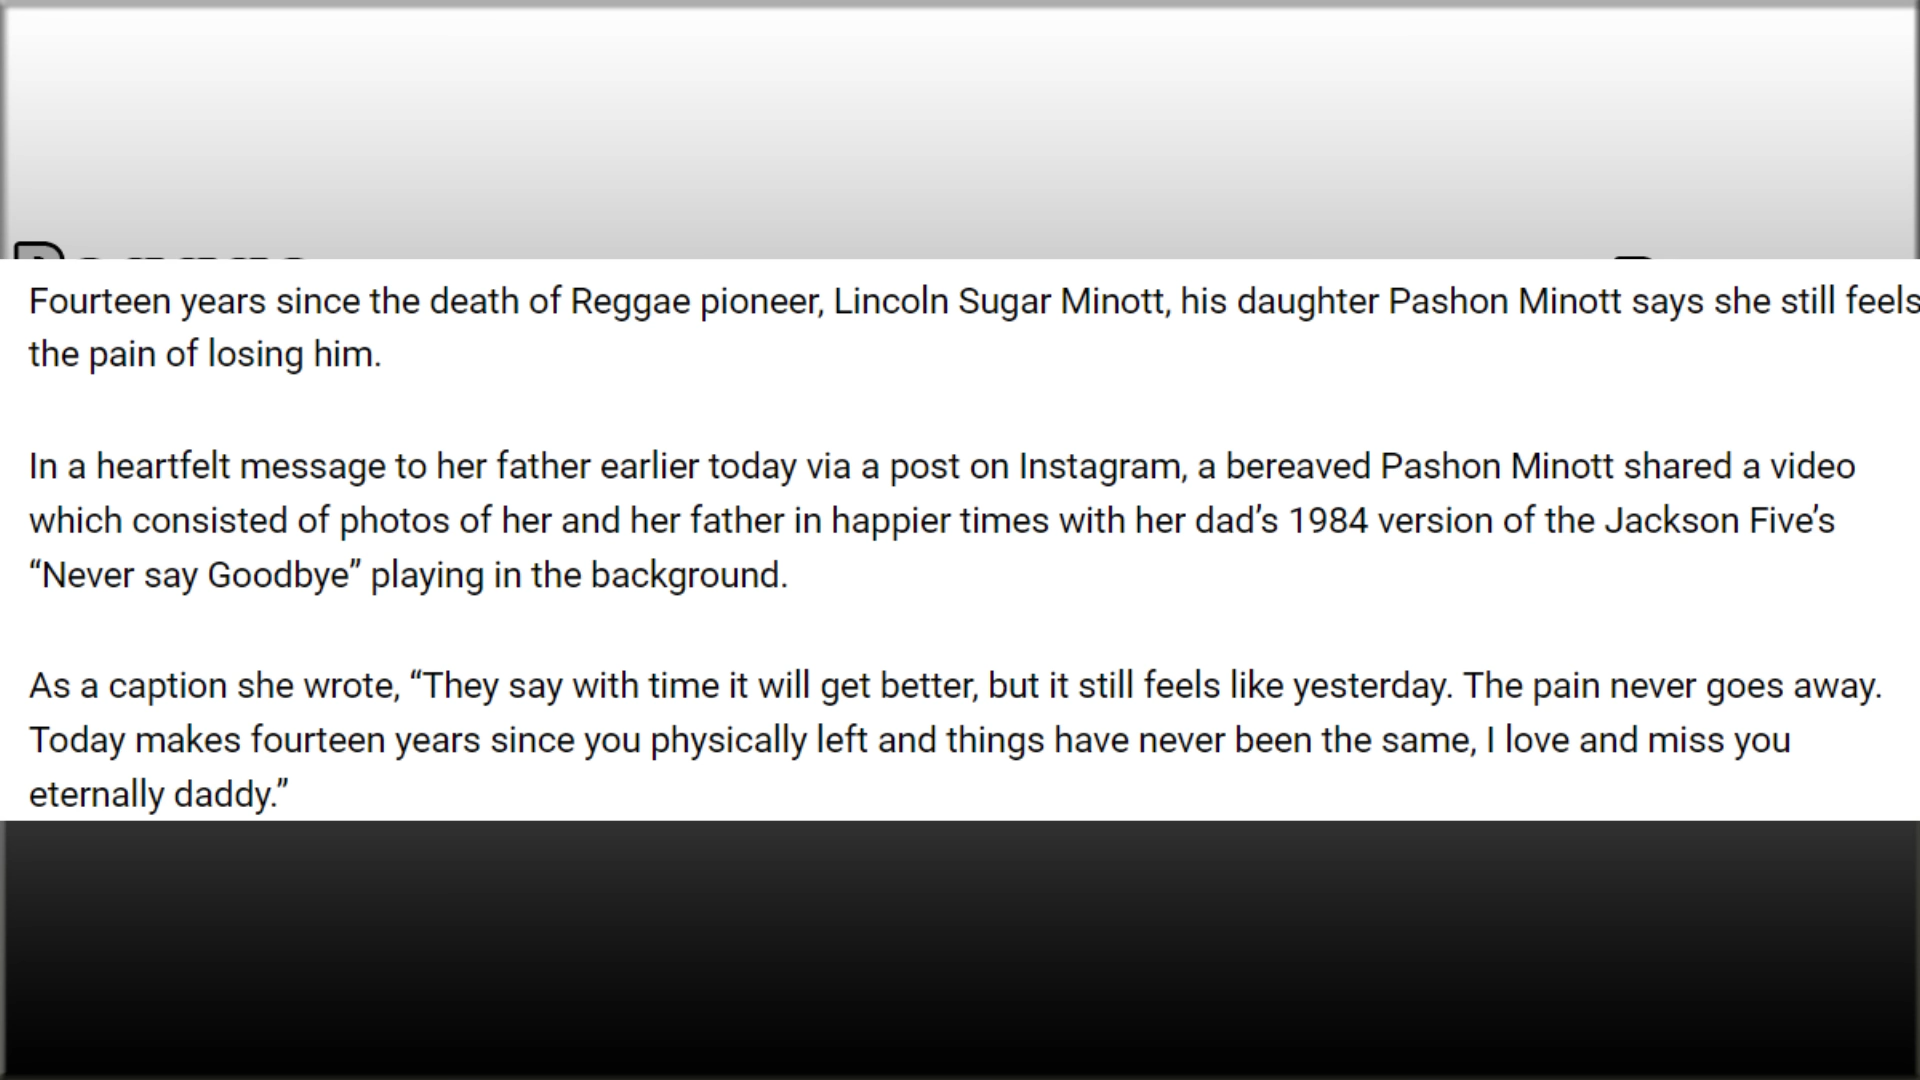 Fourteen years since the death of Reggae pioneer, Lincoln Sugar Minott, his daughter Pashon Minott says she still feels
the pain of losing him.
In a heartfelt message to her father earlier today via a post on Instagram, a bereaved Pashon Minott shared a video
which consisted of photos of her and her father in happier times with her dad’s 1984 version of the Jackson Five’s
“Never say Goodbye” playing in the background.
As a caption she wrote, “They say with time it will get better, but it still feels like yesterday. The pain never goes away.
Today makes fourteen years since you physically left and things have never been the same, I love and miss you
eternally daddy.”